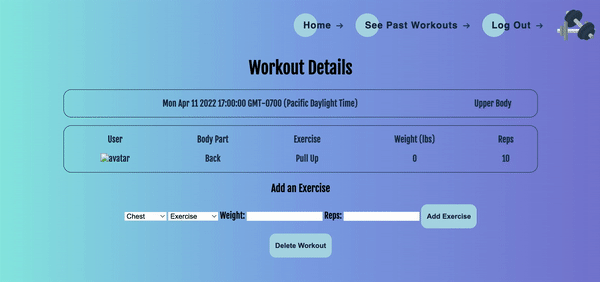 Home → See Past Workouts → Log Out →
Workout Details
Mon Apr 11 2022 17:00:00 GMT-0700 (Pacific Daylight Time) Upper Body
User Body Part Exercise Weight (lbs) Reps
avatar Back Pull Up 0 10
Add an Exercise
Chest Exercise Weight: Reps: Add Exercise
Delete Workout